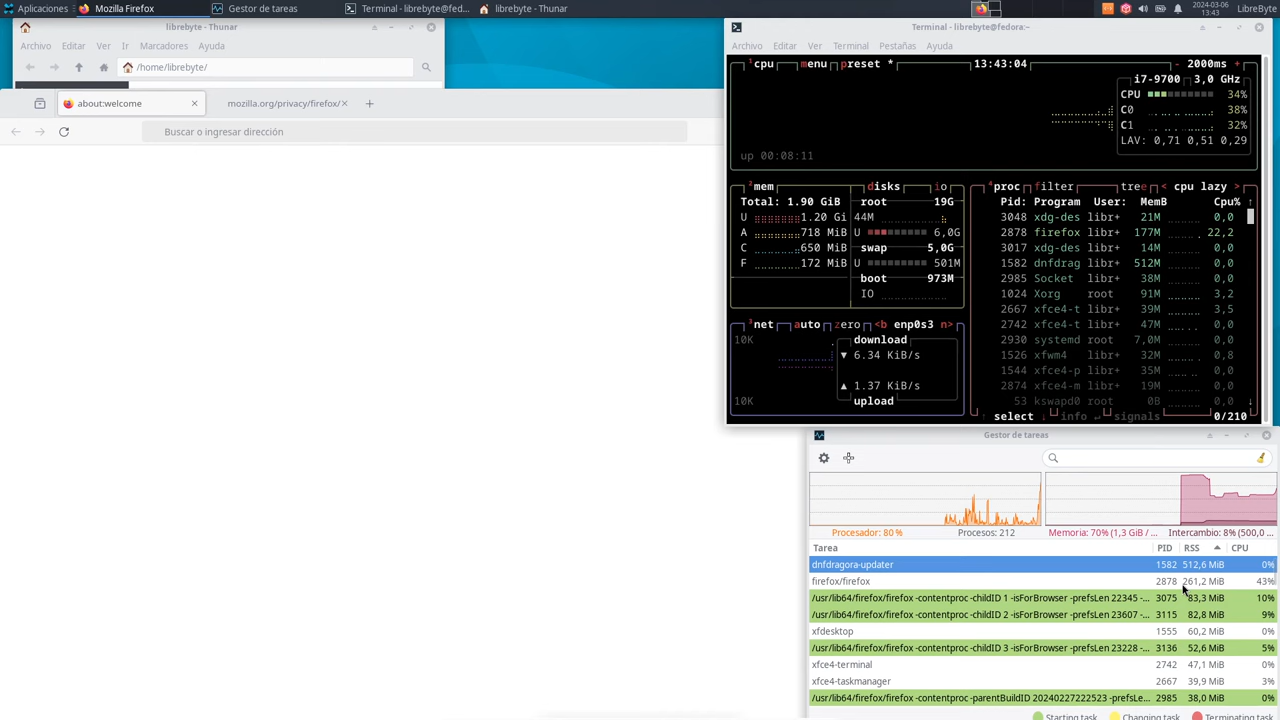 Aplicaciones
Mozilla Firefox
Gestor de tareas
Terminal - librebyte@fed...
librebyte - Thunar
2024-03-06
13:43
LibreByte
librebyte - Thunar
Archivo Editar Ver Ir Marcadores Ayuda
/home/librebyte/
about:welcome
mozilla.org/privacy/firefox/
Buscar o ingresar dirección
Terminal - librebyte@fedora:~
Archivo Editar Ver Terminal Pestañas Ayuda
1cpu menu preset * 13:43:04 - 2000ms +
i7-9700 3,0 GHz
CPU 34%
C0 38%
C1 32%
LAV: 0,71 0,51 0,29
up 00:08:11
2mem disks io
Total: 1.90 GiB root 19G
U 1.20 Gi 44M
A 718 MiB U 6,0G
C 650 MiB swap 5,0G
F 172 MiB U 501M
boot 973M
IO
3net auto zero <b enp0s3 n>
10K download
▼ 6.34 KiB/s
▲ 1.37 KiB/s
10K upload
4proc filter tree < cpu lazy >
Pid: Program User: MemB Cpu% ↑
3048 xdg-des libr+ 21M 0,0
2878 firefox libr+ 177M 22,2
3017 xdg-des libr+ 14M 0,0
1582 dnfdrag libr+ 512M 0,0
2985 Socket libr+ 38M 0,0
1024 Xorg root 91M 3,2
2667 xfce4-t libr+ 39M 3,5
2742 xfce4-t libr+ 47M 0,0
2930 systemd root 7,0M 0,0
1526 xfwm4 libr+ 32M 0,8
1544 xfce4-p libr+ 35M 0,0
2874 xfce4-m libr+ 19M 0,0
53 kswapd0 root 0B 0,0 ↓
↑ select ↓ info ↵ signals 0/210
Gestor de tareas
Procesador: 80 % Procesos: 212 Memoria: 70% (1,3 GiB / ... Intercambio: 8% (500,0 ...
Tarea PID RSS CPU
dnfdragora-updater 1582 512,6 MiB 0%
firefox/firefox 2878 261,2 MiB 43%
/usr/lib64/firefox/firefox -contentproc -childID 1 -isForBrowser -prefsLen 22345 -... 3075 83,3 MiB 10%
/usr/lib64/firefox/firefox -contentproc -childID 2 -isForBrowser -prefsLen 23607 -... 3115 82,8 MiB 9%
xfdesktop 1555 60,2 MiB 0%
/usr/lib64/firefox/firefox -contentproc -childID 3 -isForBrowser -prefsLen 23228 -... 3136 52,6 MiB 5%
xfce4-terminal 2742 47,1 MiB 0%
xfce4-taskmanager 2667 39,9 MiB 3%
/usr/lib64/firefox/firefox -contentproc -parentBuildID 20240227222523 -prefsLe... 2985 38,0 MiB 0%
Starting task Changing task Terminating task